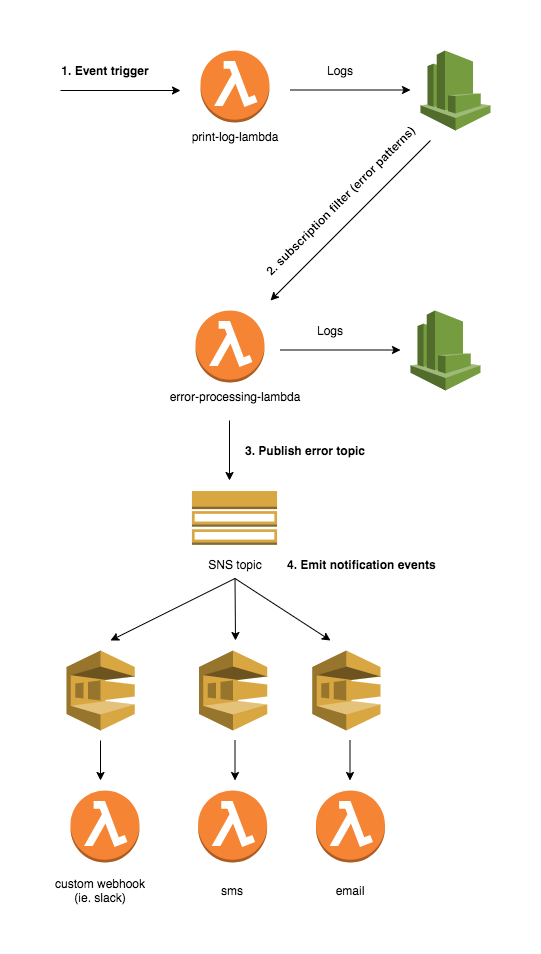 1. Event trigger
Logs
print-log-lambda
2. subscription filter (error patterns)
Logs
error-processing-lambda
3. Publish error topic
SNS topic
4. Emit notification events
custom webhook
(ie. slack)
sms
email